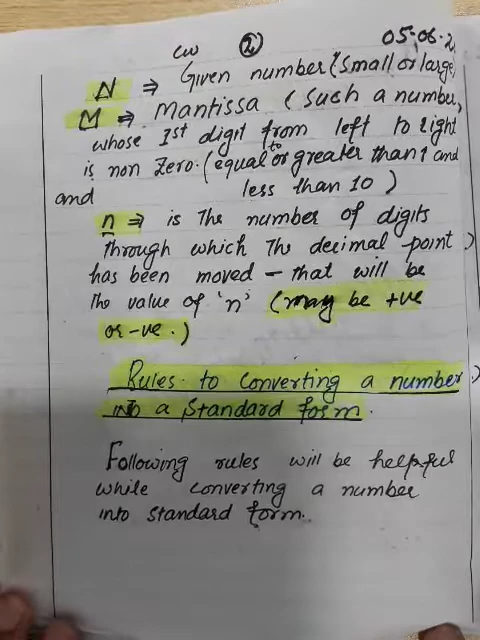 cw ② 05.06.2
N ⇒ Given number (small or large
M ⇒ Mantissa (such a number,
whose 1st digit from left to right
is non zero. (equal to or greater than 1 and
and less than 10)
n ⇒ is The number of digits
through which The decimal point
has been moved – that will be
the value of 'n' (may be +ve
or -ve.)
Rules to converting a number
into a Standard form.
Following rules will be helpful
while converting a number
into standard form.